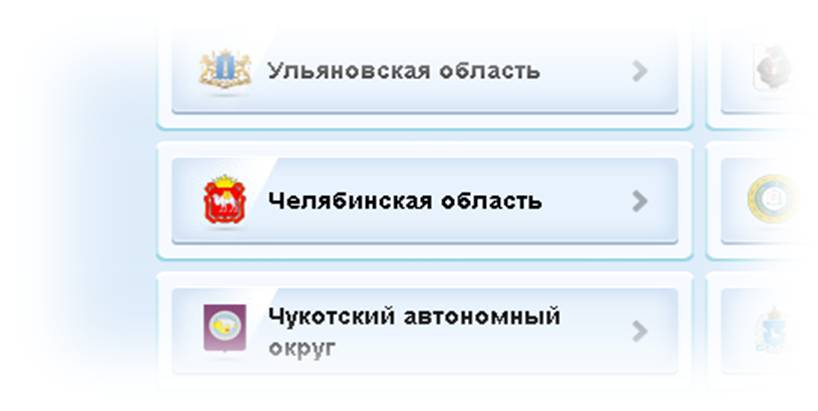 Ульяновская область
Челябинская область
Чукотский автономный
округ